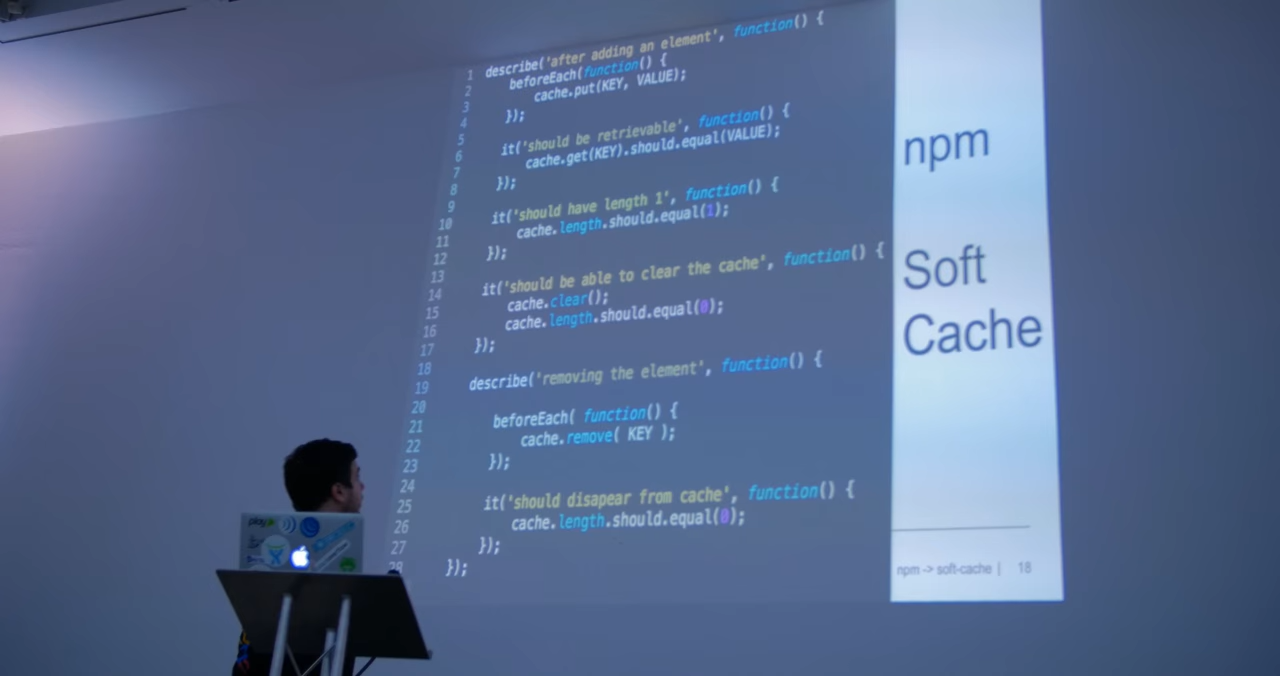 1 describe('after adding an element', function() {
2 beforeEach(function() {
3 cache.put(KEY, VALUE);
4 });
5
6 it('should be retrievable', function() {
7 cache.get(KEY).should.equal(VALUE);
8 });
9
10 it('should have length 1', function() {
11 cache.length.should.equal(1);
12 });
13
14 it('should be able to clear the cache', function() {
15 cache.clear();
16 cache.length.should.equal(0);
17 });
18
19 describe('removing the element', function() {
20
21 beforeEach( function() {
22 cache.remove( KEY );
23 });
24
25 it('should disapear from cache', function() {
26 cache.length.should.equal(0);
27 });
28 });
npm
Soft
Cache
npm -> soft-cache | 18
play